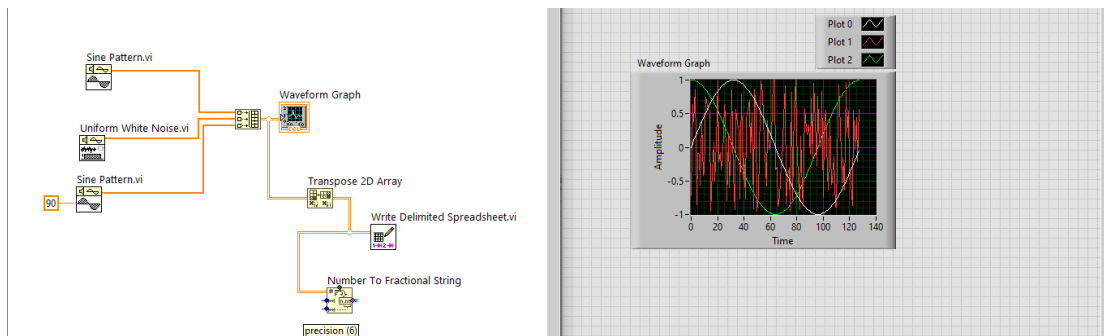 Sine Pattern.vi
Waveform Graph
DBL
Uniform White Noise.vi
Sine Pattern.vi
90
Transpose 2D Array
Write Delimited Spreadsheet.vi
Number To Fractional String
precision (6)
Plot 0
Plot 1
Plot 2
Waveform Graph
Amplitude
1
0.5
0
-0.5
-1
0 20 40 60 80 100 120 140
Time